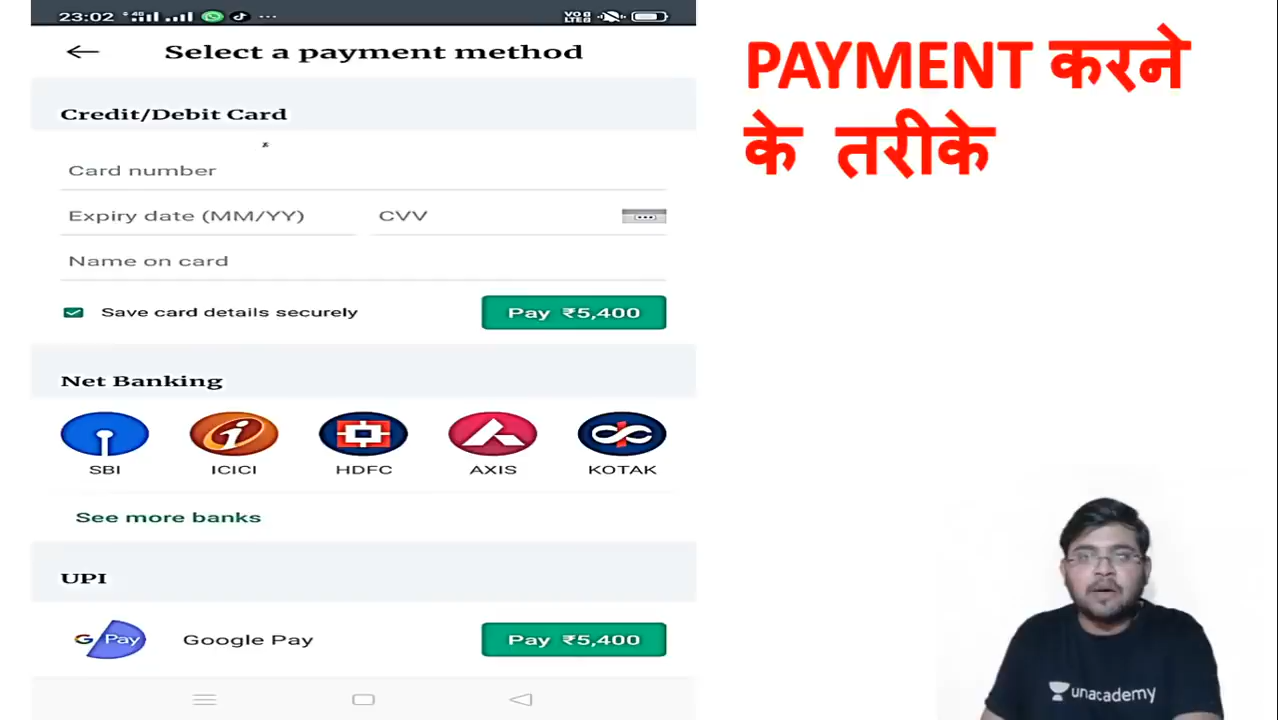 23:02
VO
LTE
Select a payment method
Credit/Debit Card
Card number
Expiry date (MM/YY) CVV
Name on card
Save card details securely
Pay ₹5,400
Net Banking
SBI ICICI HDFC AXIS KOTAK
See more banks
UPI
G Pay
Google Pay
Pay ₹5,400
PAYMENT करने
के तरीके
unacademy